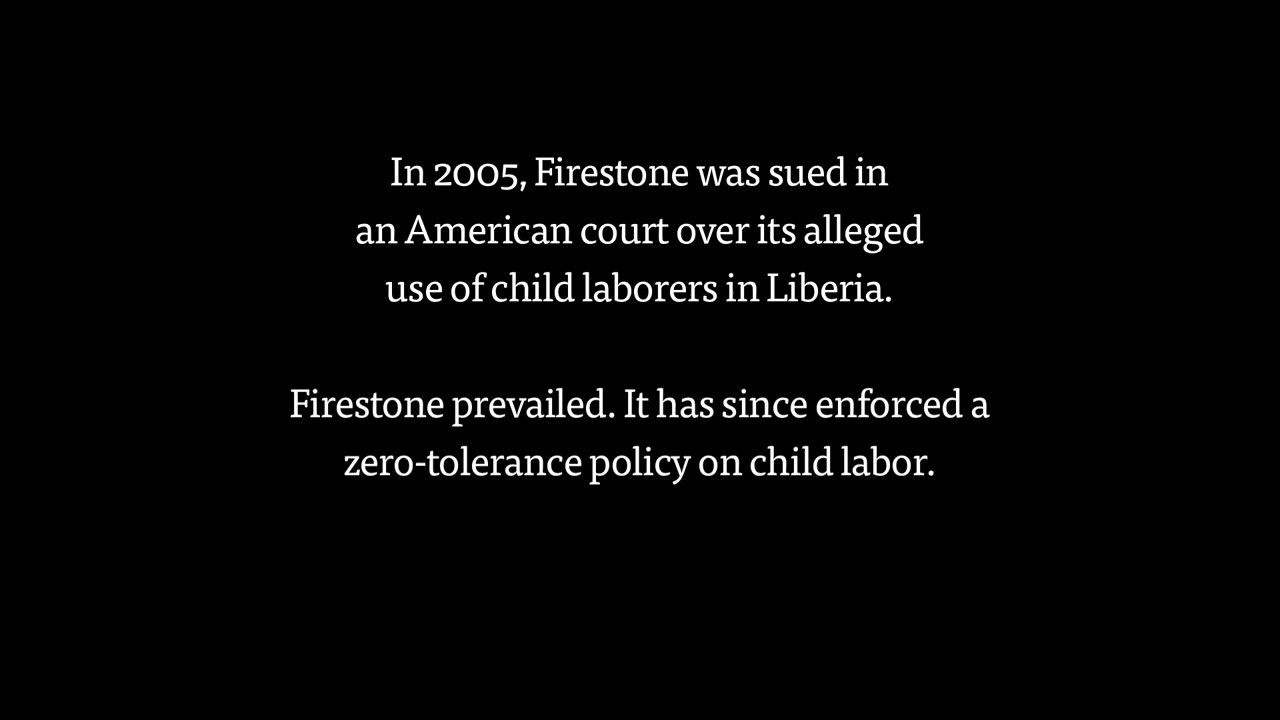 In 2005, Firestone was sued in
an American court over its alleged
use of child laborers in Liberia.
Firestone prevailed. It has since enforced a
zero-tolerance policy on child labor.